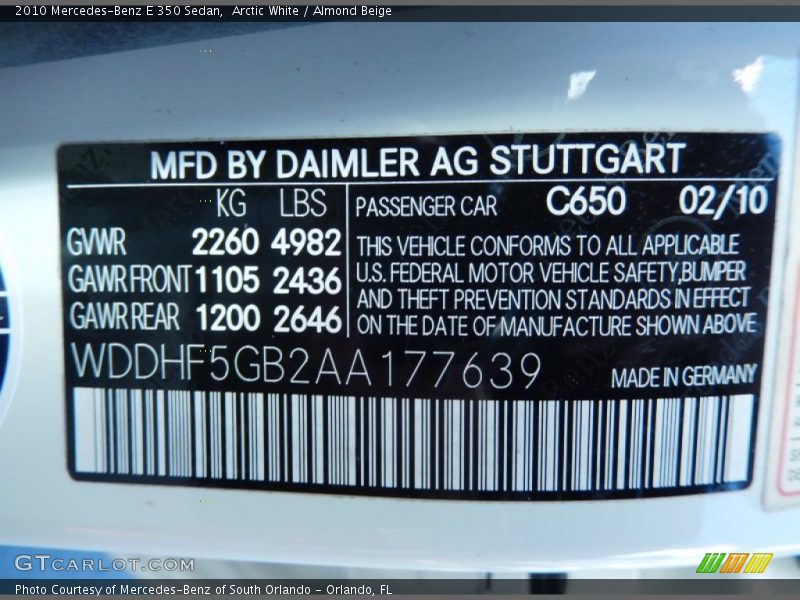 2010 Mercedes-Benz E 350 Sedan, Arctic White / Almond Beige
MFD BY DAIMLER AG STUTTGART
KG LBS
GVWR 2260 4982
GAWR FRONT 1105 2436
GAWR REAR 1200 2646
PASSENGER CAR C650 02/10
THIS VEHICLE CONFORMS TO ALL APPLICABLE
U.S. FEDERAL MOTOR VEHICLE SAFETY,BUMPER
AND THEFT PREVENTION STANDARDS IN EFFECT
ON THE DATE OF MANUFACTURE SHOWN ABOVE
WDDHF5GB2AA177639
MADE IN GERMANY
GTCARLOT.COM
Photo Courtesy of Mercedes-Benz of South Orlando - Orlando, FL